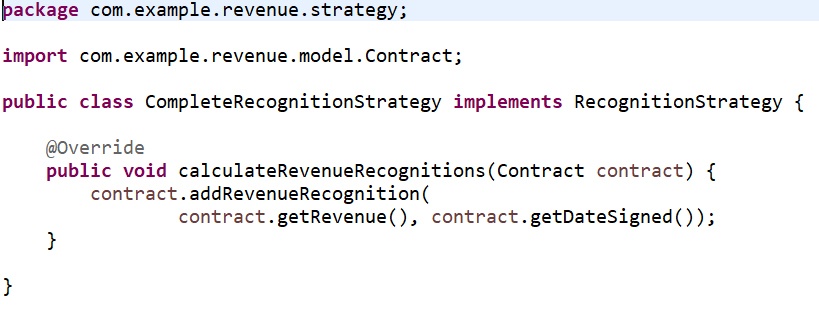 package com.example.revenue.strategy;
import com.example.revenue.model.Contract;
public class CompleteRecognitionStrategy implements RecognitionStrategy {
@Override
public void calculateRevenueRecognitions(Contract contract) {
contract.addRevenueRecognition(
contract.getRevenue(), contract.getDateSigned());
}
}